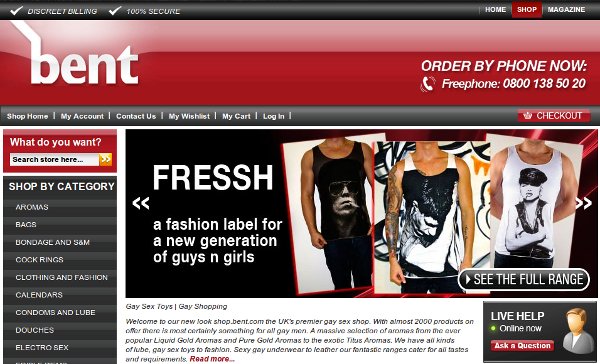 DISCREET BILLING 100% SECURE HOME SHOP MAGAZINE
bent
ORDER BY PHONE NOW:
Freephone: 0800 138 50 20
Shop Home | My Account | Contact Us | My Wishlist | My Cart | Log In |
CHECKOUT
What do you want?
Search store here...
SHOP BY CATEGORY
AROMAS
BAGS
BONDAGE AND S&M
COCK RINGS
CLOTHING AND FASHION
CALENDARS
CONDOMS AND LUBE
DOUCHES
ELECTRO SEX
FRESSH
a fashion label for
a new generation
of guys n girls
SEE THE FULL RANGE
Gay Sex Toys | Gay Shopping
Welcome to our new look shop.bent.com the UK's premier gay sex shop. With almost 2000 products on
offer there is most certainly something for all gay men. A massive selection of aromas from the ever
popular Liquid Gold Aromas and Pure Gold Aromas to the exotic Titus Aromas. We have all kinds
of lube, gay sex toys to fashion. Sexy gay underwear to leather our fantastic ranges cater for all tastes
and requirements. Read more...
LIVE HELP
Online now
Ask a Question